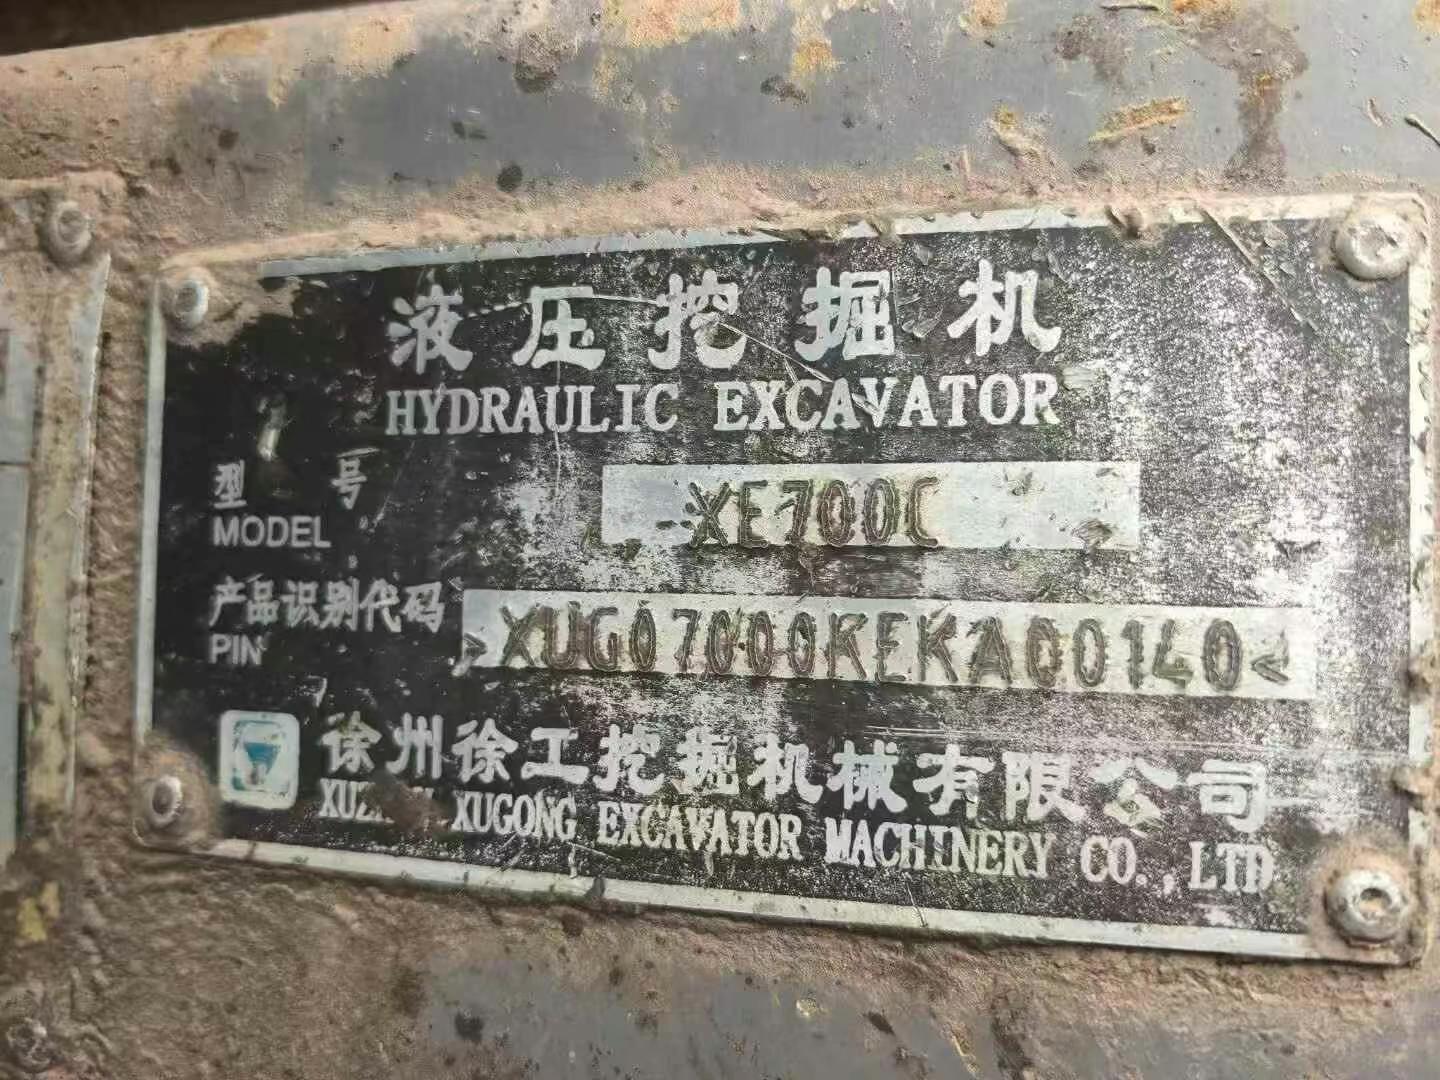 液压挖掘机
HYDRAULIC EXCAVATOR
型 号 XE700C
MODEL
产品识别代码 >XUG07000KEKA00140<
PIN
徐州徐工挖掘机械有限公司
XUGONG EXCAVATOR MACHINERY CO.,LTD